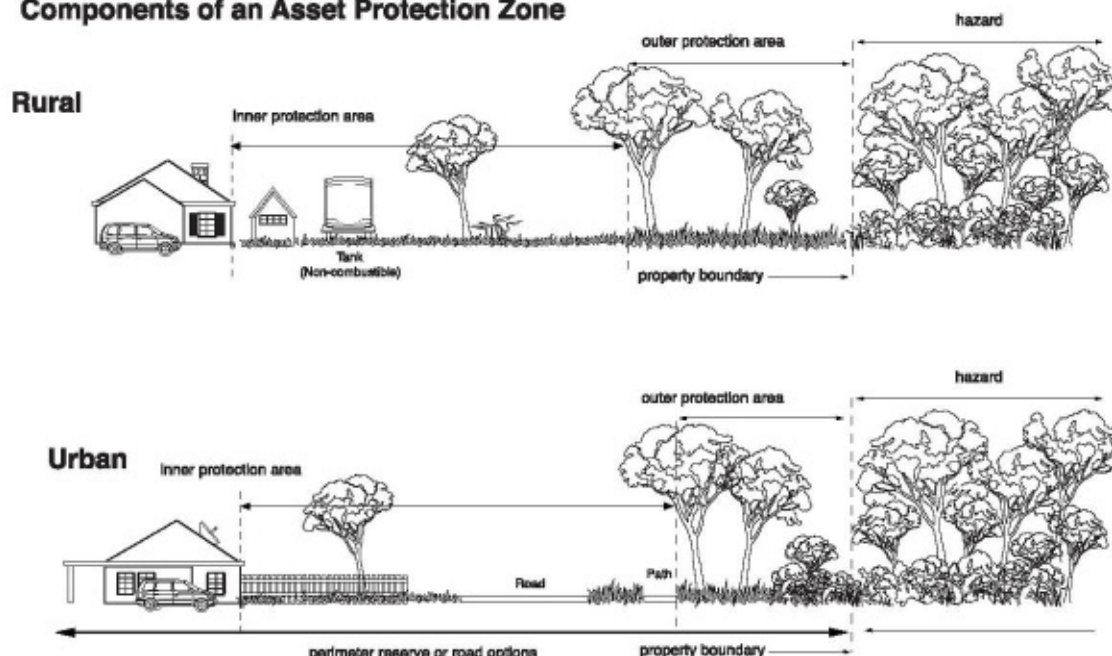 Components of an Asset Protection Zone
hazard
outer protection area
Rural
Inner protection area
Tank
(Non-combustible)
property boundary
hazard
outer protection area
Urban
Inner protection area
Road
Path
perimeter reserve or road options
property boundary